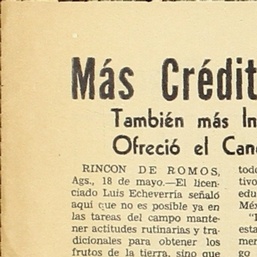 Más Crédit
También más In
Ofreció el Can
RINCON DE ROMOS,
Ags., 18 de mayo.—El licen-
ciado Luis Echeverría señaló
aquí que no es posible ya en
las tareas del campo mante-
ner actitudes rutinarias y tra-
dicionales para obtener los
frutos de la tierra, sino que
todo
tivo
edu
Méx
"I
esta
mer
go